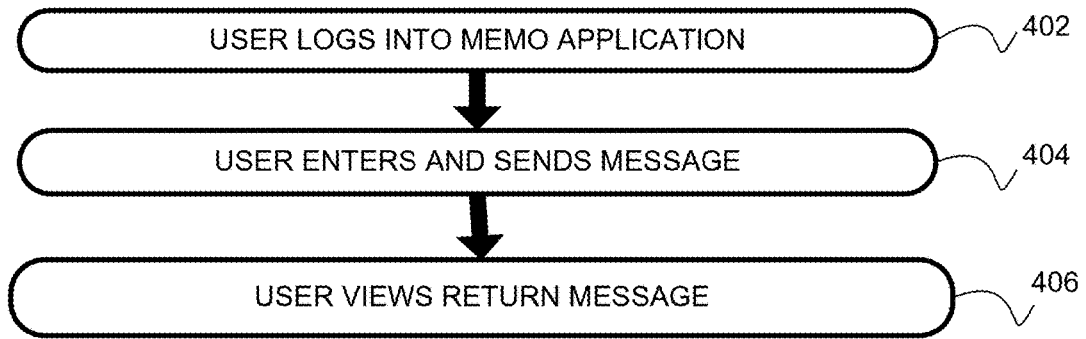 USER LOGS INTO MEMO APPLICATION
402
USER ENTERS AND SENDS MESSAGE
404
USER VIEWS RETURN MESSAGE
406